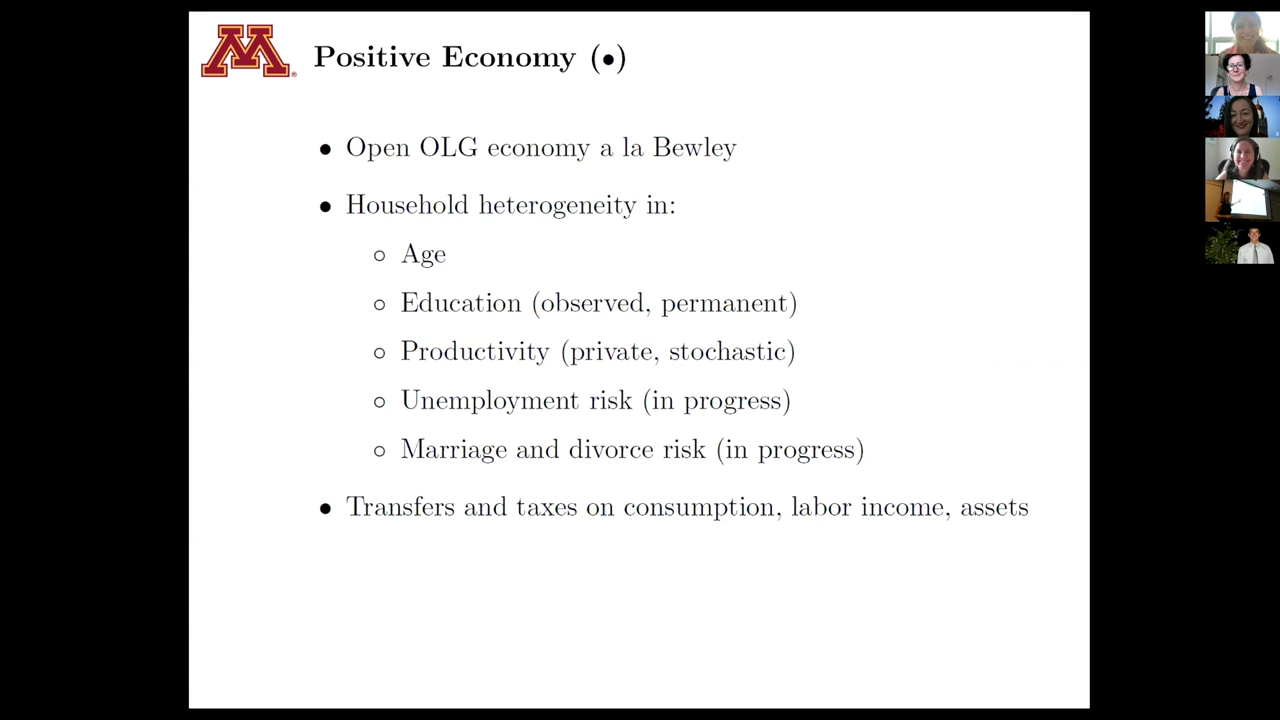 M
Positive Economy (•)
• Open OLG economy a la Bewley
• Household heterogeneity in:
◦ Age
◦ Education (observed, permanent)
◦ Productivity (private, stochastic)
◦ Unemployment risk (in progress)
◦ Marriage and divorce risk (in progress)
• Transfers and taxes on consumption, labor income, assets